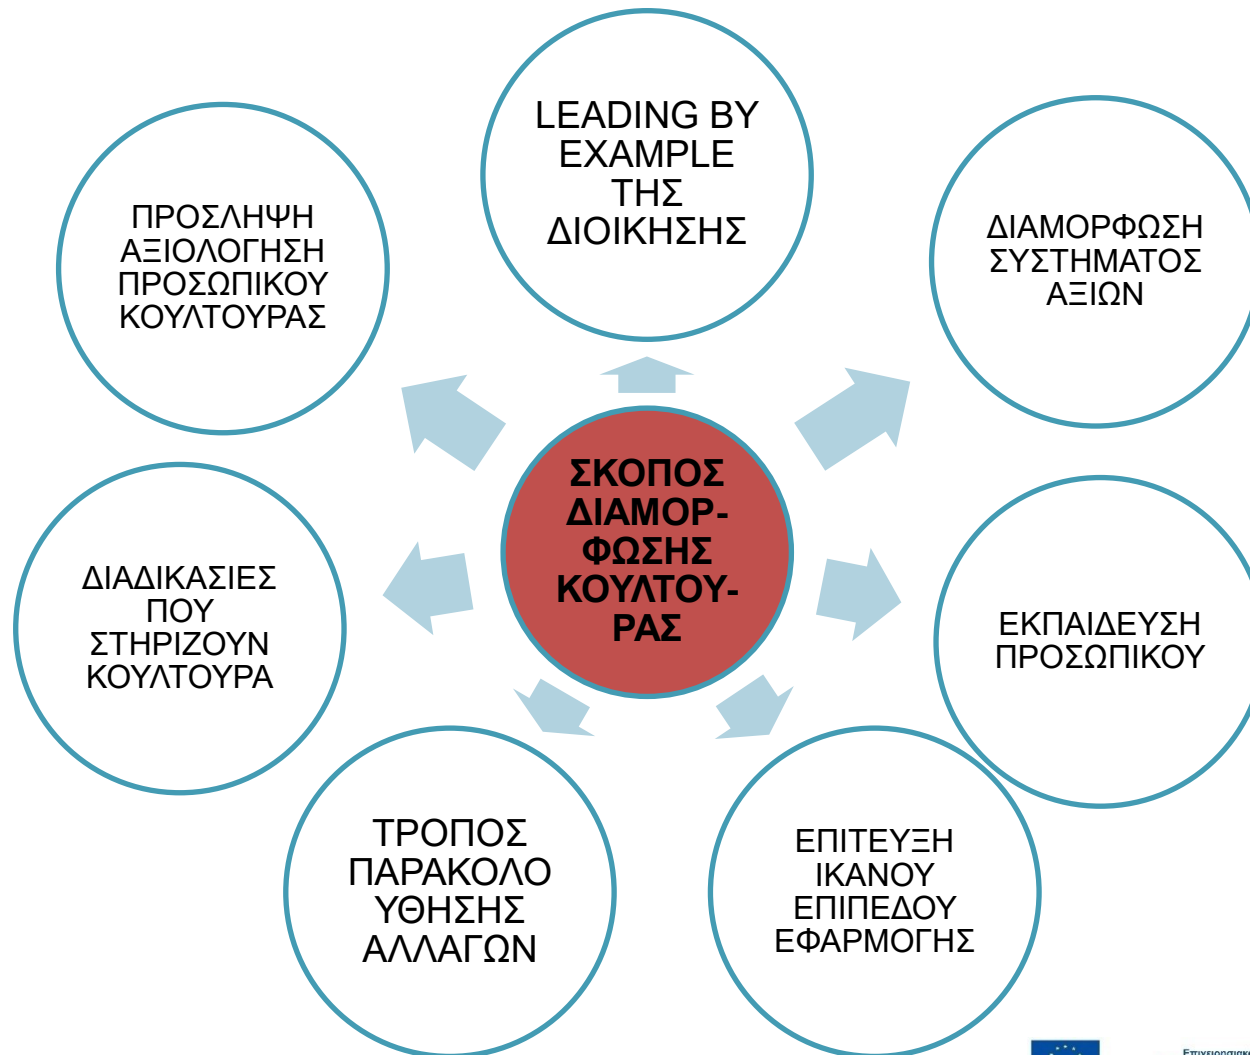 LEADING BY
EXAMPLE
ΤΗΣ
ΔΙΟΙΚΗΣΗΣ
ΔΙΑΜΟΡΦΩΣΗ
ΣΥΣΤΗΜΑΤΟΣ
ΑΞΙΩΝ
ΕΚΠΑΙΔΕΥΣΗ
ΠΡΟΣΩΠΙΚΟΥ
ΕΠΙΤΕΥΞΗ
ΙΚΑΝΟΥ
ΕΠΙΠΕΔΟΥ
ΕΦΑΡΜΟΓΗΣ
ΤΡΟΠΟΣ
ΠΑΡΑΚΟΛΟ
ΥΘΗΣΗΣ
ΑΛΛΑΓΩΝ
ΔΙΑΔΙΚΑΣΙΕΣ
ΠΟΥ
ΣΤΗΡΙΖΟΥΝ
ΚΟΥΛΤΟΥΡΑ
ΠΡΟΣΛΗΨΗ
ΑΞΙΟΛΟΓΗΣΗ
ΠΡΟΣΩΠΙΚΟΥ
ΚΟΥΛΤΟΥΡΑΣ
ΣΚΟΠΟΣ
ΔΙΑΜΟΡ-
ΦΩΣΗΣ
ΚΟΥΛΤΟΥ-
ΡΑΣ